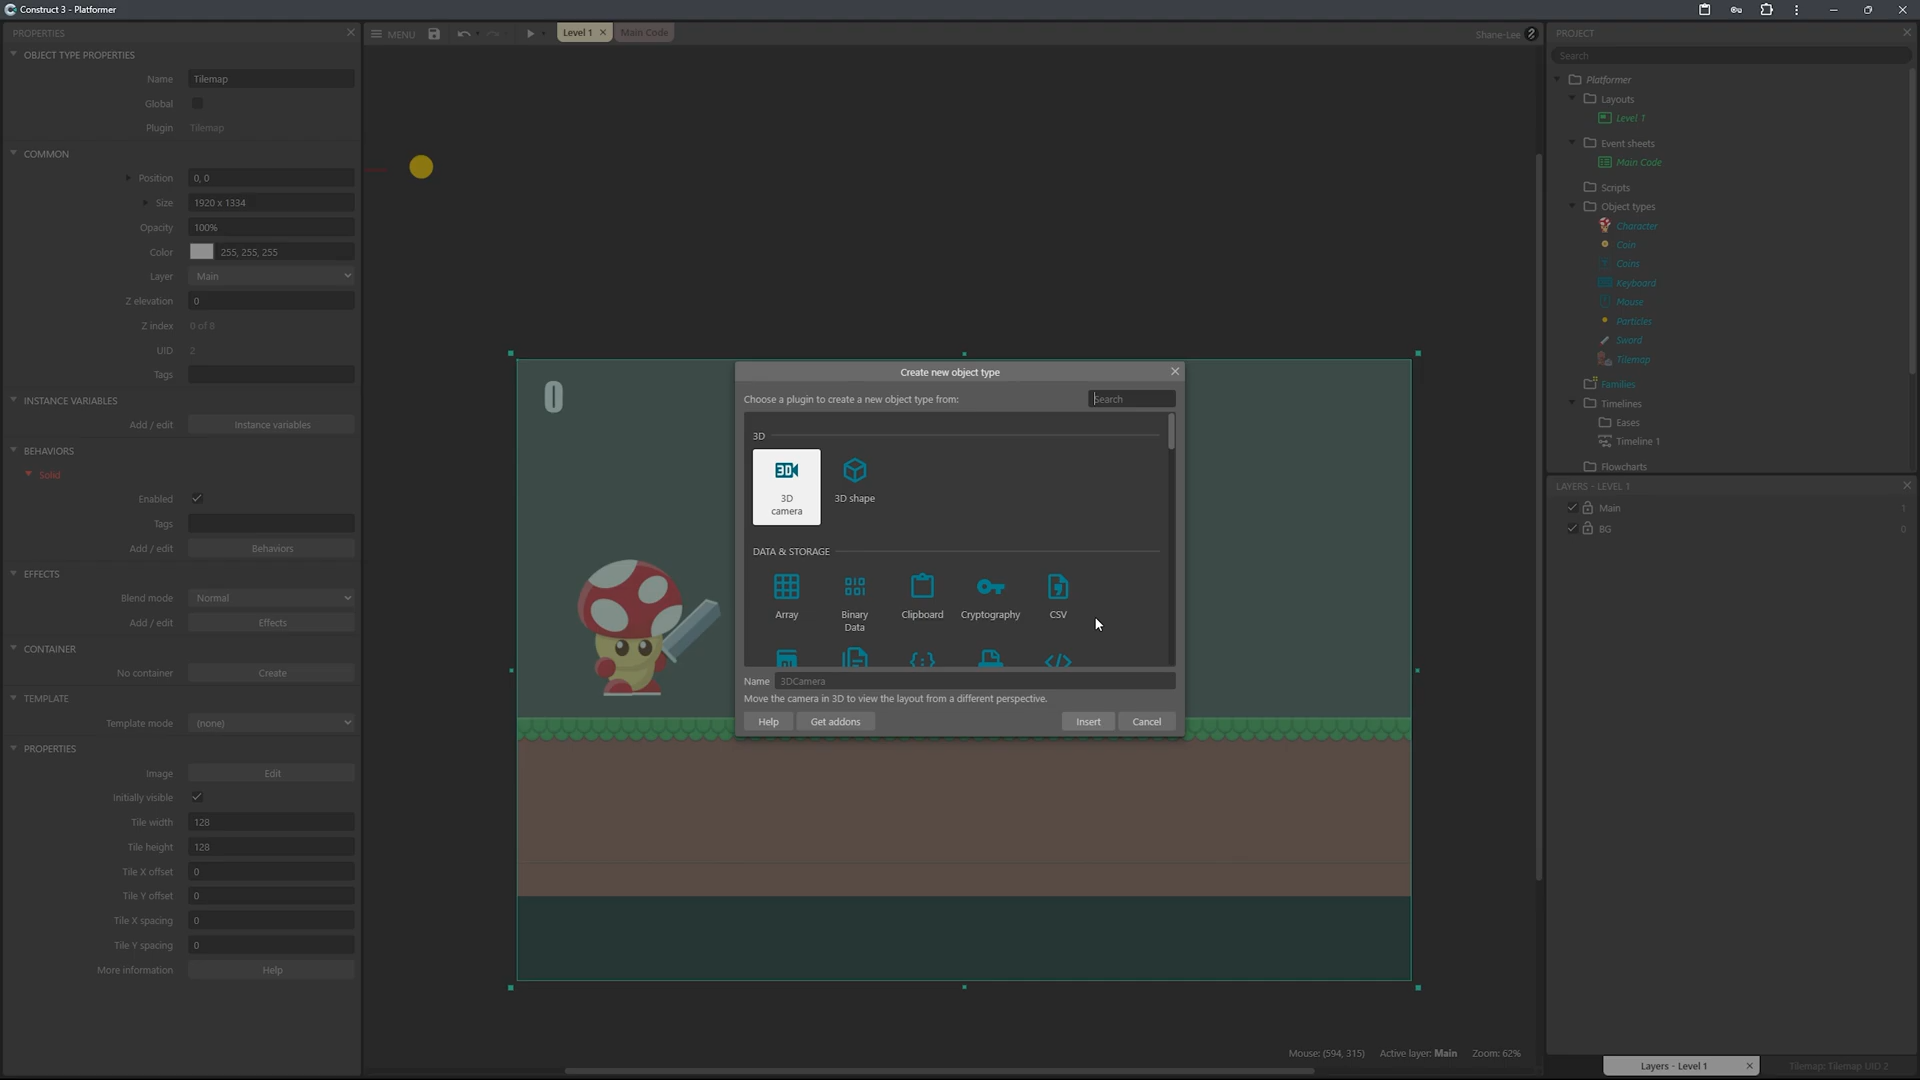 Construct 3 - Platformer
PROPERTIES
OBJECT TYPE PROPERTIES
Name Tilemap
Global
Plugin Tilemap
COMMON
Position 0, 0
Size 1920 x 1334
Opacity 100%
Color 255, 255, 255
Layer Main
Z elevation 0
Z index 0 of 8
UID 2
Tags
INSTANCE VARIABLES
Add / edit Instance variables
BEHAVIORS
Solid
Enabled
Tags
Add / edit Behaviors
EFFECTS
Blend mode Normal
Add / edit Effects
CONTAINER
No container Create
TEMPLATE
Template mode (none)
PROPERTIES
Image Edit
Initially visible
Tile width 128
Tile height 128
Tile X offset 0
Tile Y offset 0
Tile X spacing 0
Tile Y spacing 0
More information Help
MENU
Level 1
Main Code
Shane-Lee
0
Create new object type
Choose a plugin to create a new object type from:
Search
3D
3D camera
3D shape
DATA & STORAGE
Array
Binary Data
Clipboard
Cryptography
CSV
Name 3DCamera
Move the camera in 3D to view the layout from a different perspective.
Help
Get addons
Insert
Cancel
Mouse: (594, 315) Active layer: Main Zoom: 62%
PROJECT
Search
Platformer
Layouts
Level 1
Event sheets
Main Code
Scripts
Object types
Character
Coin
Coins
Keyboard
Mouse
Particles
Sword
Tilemap
Families
Timelines
Eases
Timeline 1
Flowcharts
LAYERS - LEVEL 1
Main 1
BG 0
Layers - Level 1
Tilemap: Tilemap UID 2